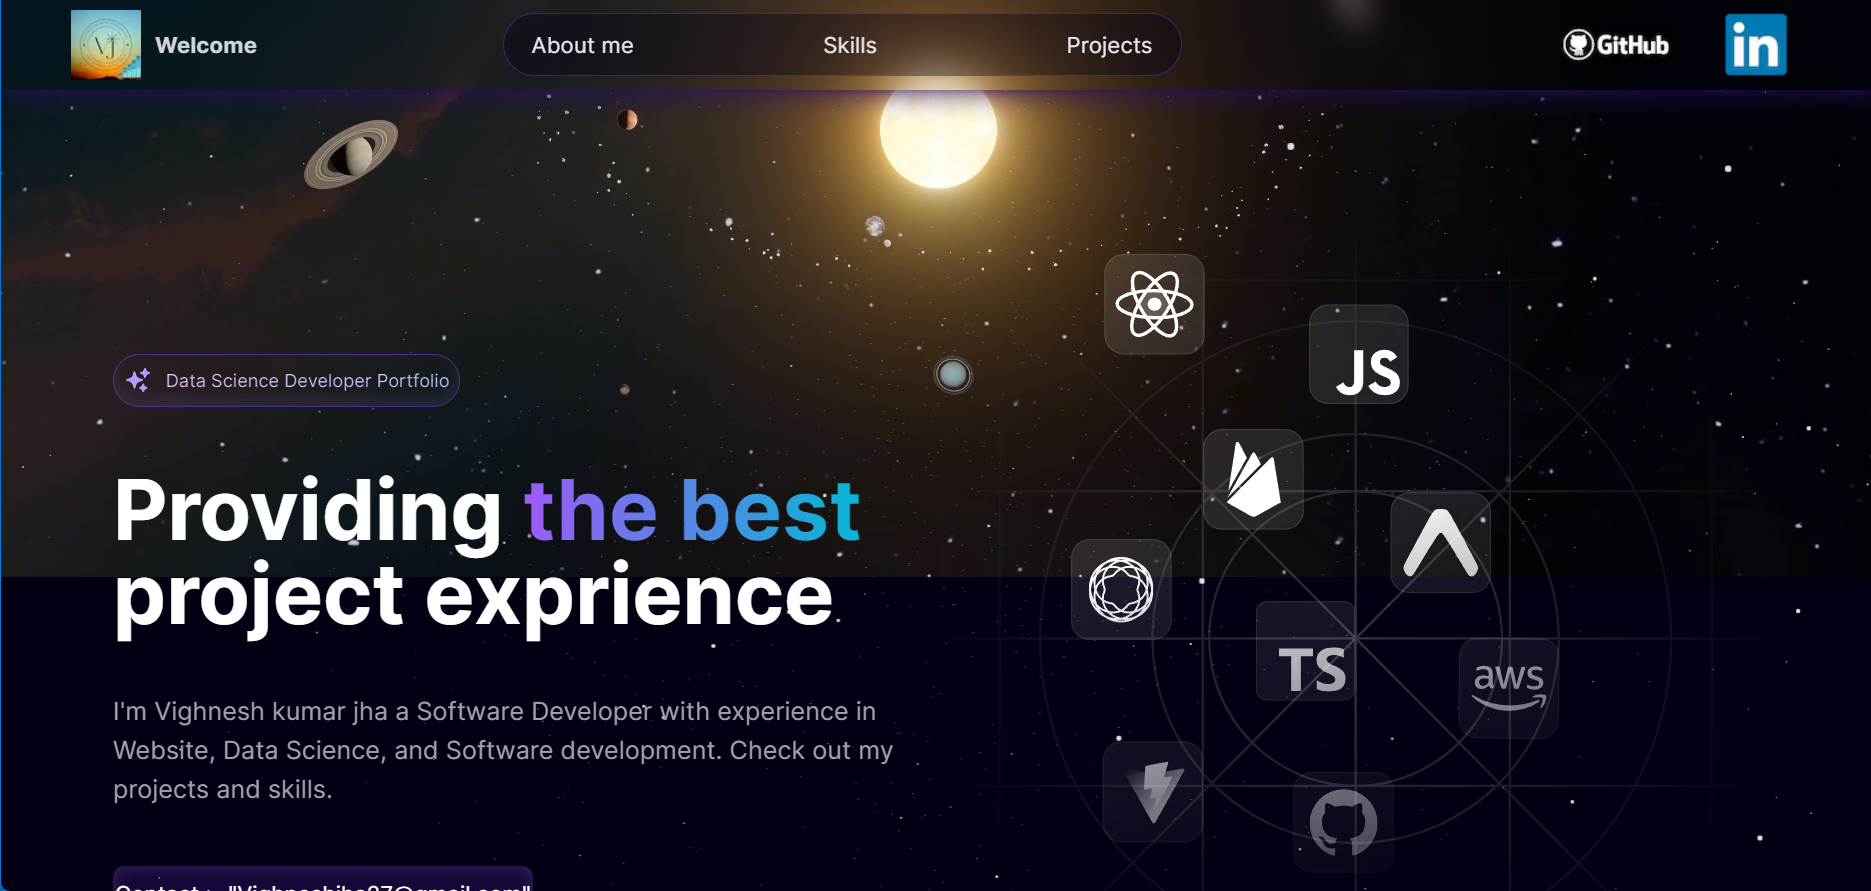 VJ
Welcome
About me
Skills
Projects
GitHub
in
Data Science Developer Portfolio
Providing the best
project exprience
I'm Vighnesh kumar jha a Software Developer with experience in
Website, Data Science, and Software development. Check out my
projects and skills.
JS
TS
aws